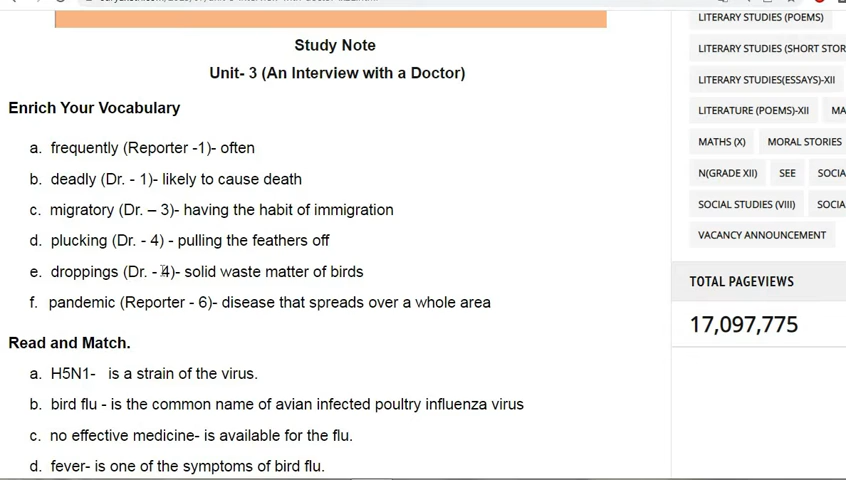 Study Note
Unit- 3 (An Interview with a Doctor)
Enrich Your Vocabulary
a. frequently (Reporter -1)- often
b. deadly (Dr. - 1)- likely to cause death
c. migratory (Dr. – 3)- having the habit of immigration
d. plucking (Dr. - 4) - pulling the feathers off
e. droppings (Dr. - 4)- solid waste matter of birds
f. pandemic (Reporter - 6)- disease that spreads over a whole area
Read and Match.
a. H5N1- is a strain of the virus.
b. bird flu - is the common name of avian infected poultry influenza virus
c. no effective medicine- is available for the flu.
d. fever- is one of the symptoms of bird flu.
LITERARY STUDIES (POEMS)
LITERARY STUDIES (SHORT STOR
LITERARY STUDIES(ESSAYS)-XII
LITERATURE (POEMS)-XII MA
MATHS (X) MORAL STORIES
N(GRADE XII) SEE SOCIA
SOCIAL STUDIES (VIII) SOCIA
VACANCY ANNOUNCEMENT
TOTAL PAGEVIEWS
17,097,775